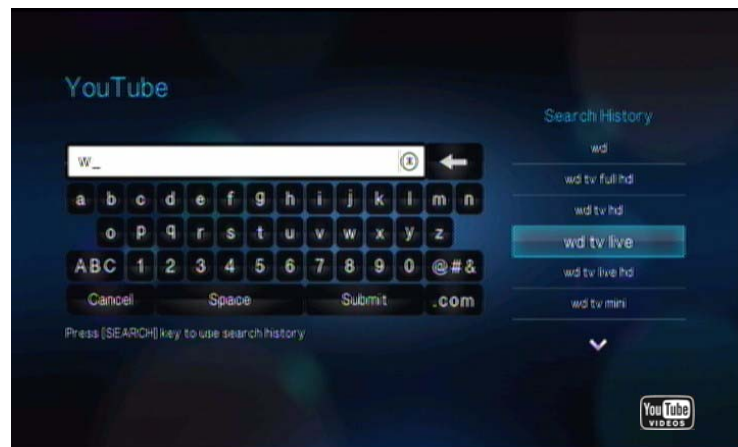 YouTube
Search History
w_
wd
wd tv full hd
wd tv hd
wd tv live
wd tv live hd
wd tv mini
a b c d e f g h i j k l m n
o p q r s t u v w x y z
ABC 1 2 3 4 5 6 7 8 9 0 @#&
Cancel Space Submit .com
Press [SEARCH] key to use search history
You Tube
VIDEOS